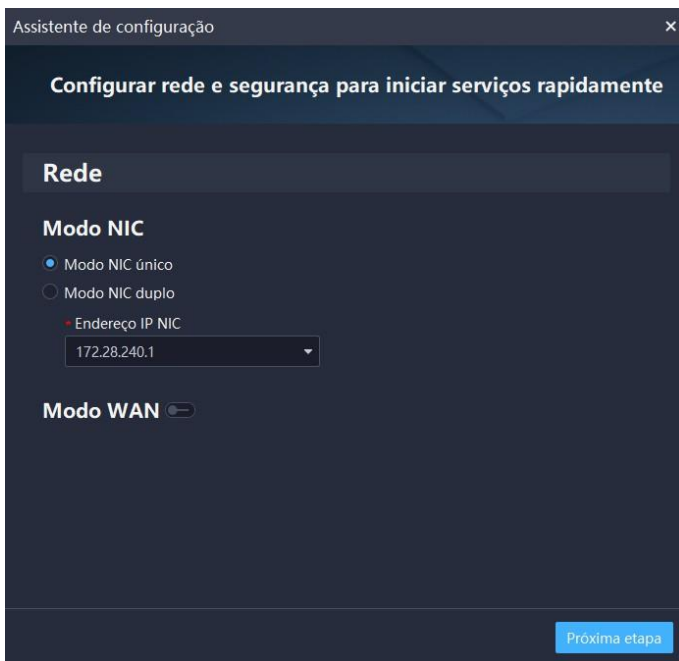 Assistente de configuração
Configurar rede e segurança para iniciar serviços rapidamente
Rede
Modo NIC
Modo NIC único
Modo NIC duplo
* Endereço IP NIC
172.28.240.1
Modo WAN
Próxima etapa